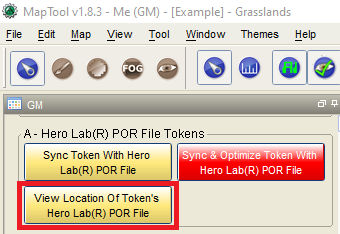 MapTool v1.8.3 - Me (GM) - [Example] - Grasslands
File Edit Map View Tool Window Themes Help
FOG
GM
A - Hero Lab(R) POR File Tokens
Sync Token With Hero
Lab(R) POR File
Sync & Optimize Token With
Hero Lab(R) POR File
View Location Of Token's
Hero Lab(R) POR File